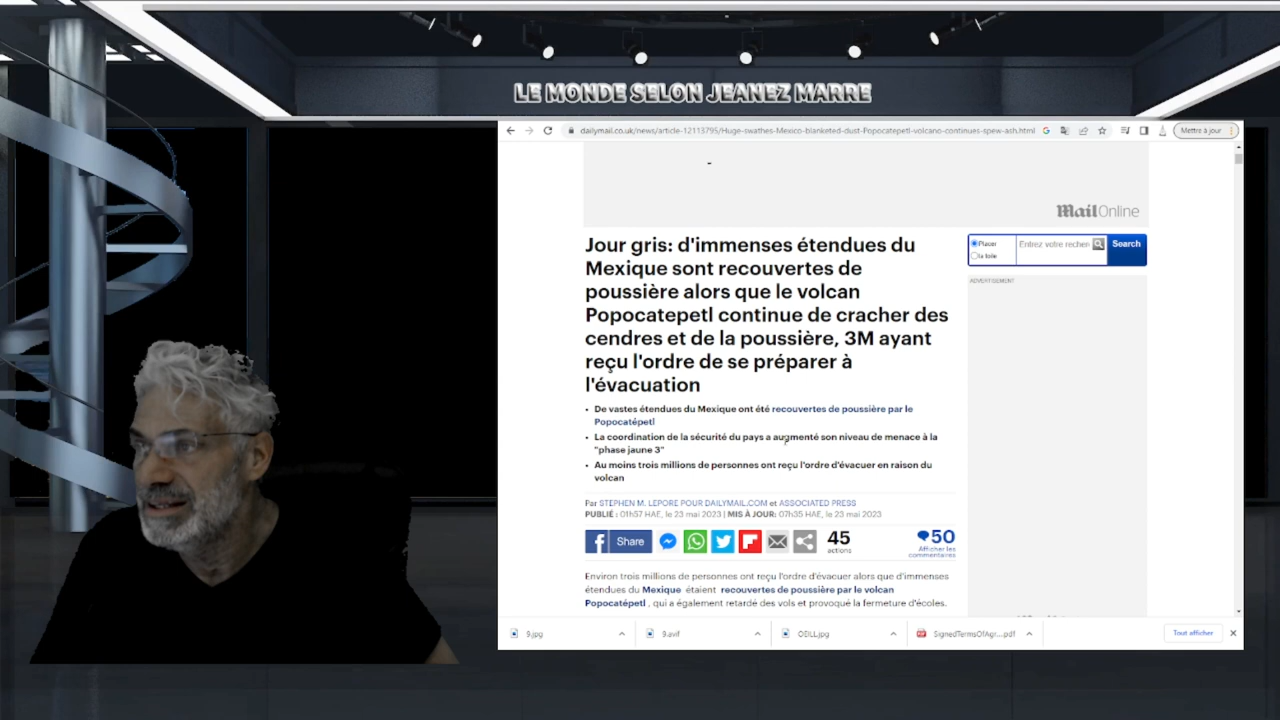 LE MONDE SELON JEANEZ MARRE
dailymail.co.uk/news/article-12113795/Huge-swathes-Mexico-blanketed-dust-Popocatepetl-volcano-continues-spew-ash.html
Mettre à jour
MailOnline
Jour gris: d'immenses étendues du
Mexique sont recouvertes de
poussière alors que le volcan
Popocatepetl continue de cracher des
cendres et de la poussière, 3M ayant
reçu l'ordre de se préparer à
l'évacuation
Placer
la toile
Entrez votre recher
Search
ADVERTISEMENT
• De vastes étendues du Mexique ont été recouvertes de poussière par le
Popocatépetl
• La coordination de la sécurité du pays a augmenté son niveau de menace à la
"phase jaune 3"
• Au moins trois millions de personnes ont reçu l'ordre d'évacuer en raison du
volcan
Par STEPHEN M. LEPORE POUR DAILYMAIL.COM et ASSOCIATED PRESS
PUBLIÉ : 01h57 HAE, le 23 mai 2023 | MIS À JOUR: 07h35 HAE, le 23 mai 2023
Share
45
actions
50
Afficher les
commentaires
Environ trois millions de personnes ont reçu l'ordre d'évacuer alors que d'immenses
étendues du Mexique étaient recouvertes de poussière par le volcan
Popocatépetl , qui a également retardé des vols et provoqué la fermeture d'écoles.
9.jpg
9.avif
OEILL.jpg
SignedTermsOfAgr....pdf
Tout afficher